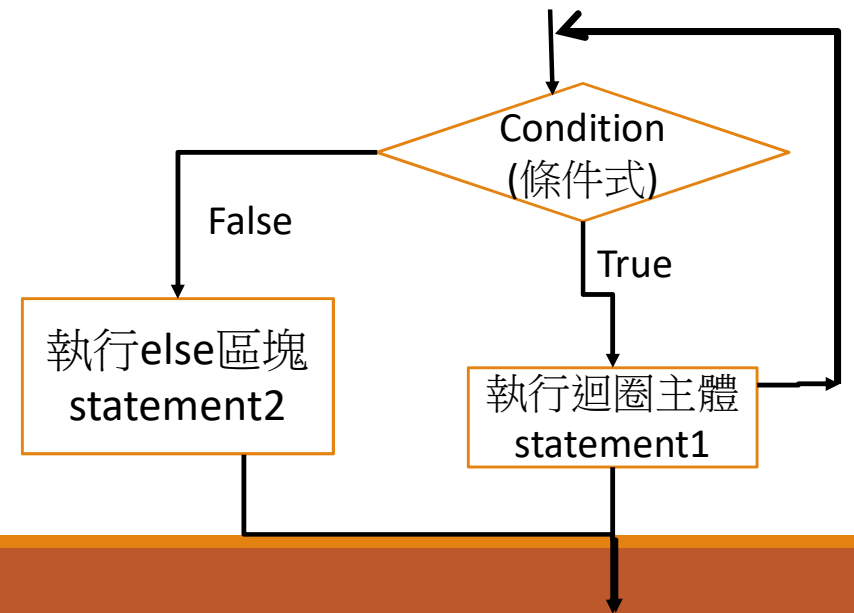 Condition
(條件式)
False
True
執行else區塊
statement2
執行迴圈主體
statement1